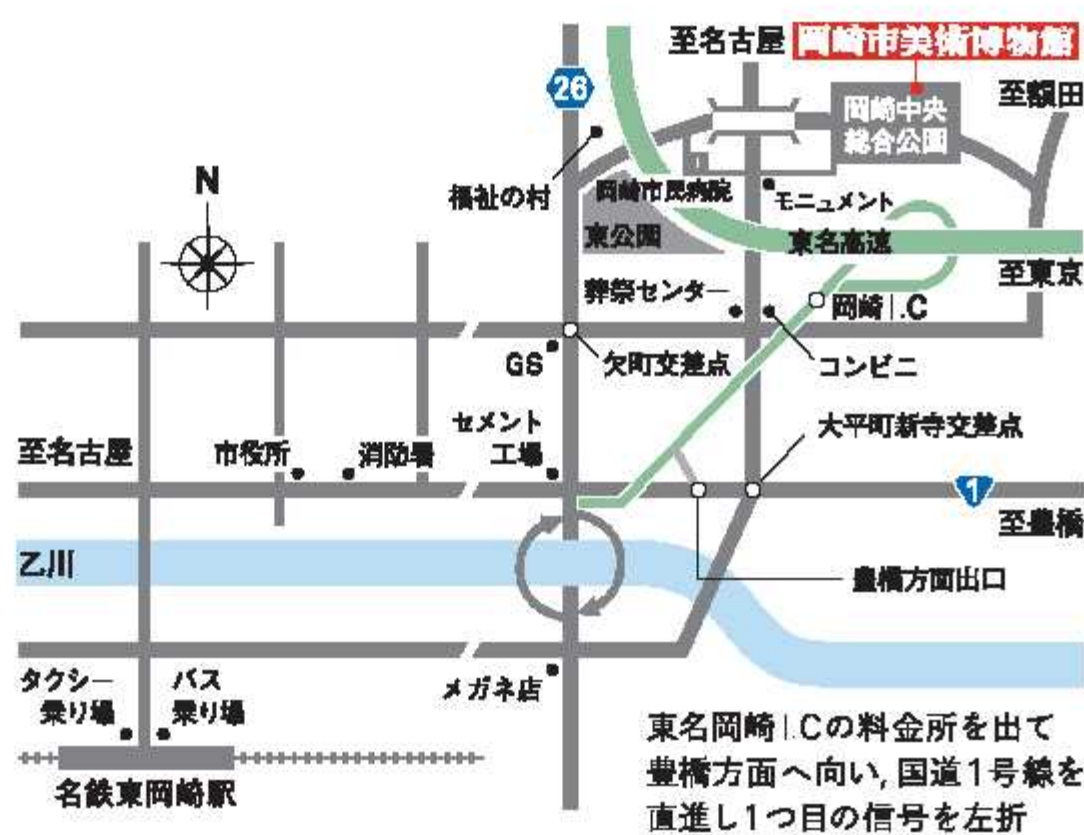 至名古屋
岡崎市美術博物館
26
岡崎中央
総合公園
至額田
N
福祉の村
岡崎市民病院
モニュメント
東公園
東名高速
至東京
葬祭センター
岡崎I.C
GS
欠町交差点
コンビニ
セメント
工場
大平町新寺交差点
至名古屋
市役所
消防署
1
至豊橋
乙川
豊橋方面出口
タクシー
乗り場
バス
乗り場
メガネ店
名鉄東岡崎駅
東名岡崎I.Cの料金所を出て
豊橋方面へ向い,国道1号線を
直進し1つ目の信号を左折